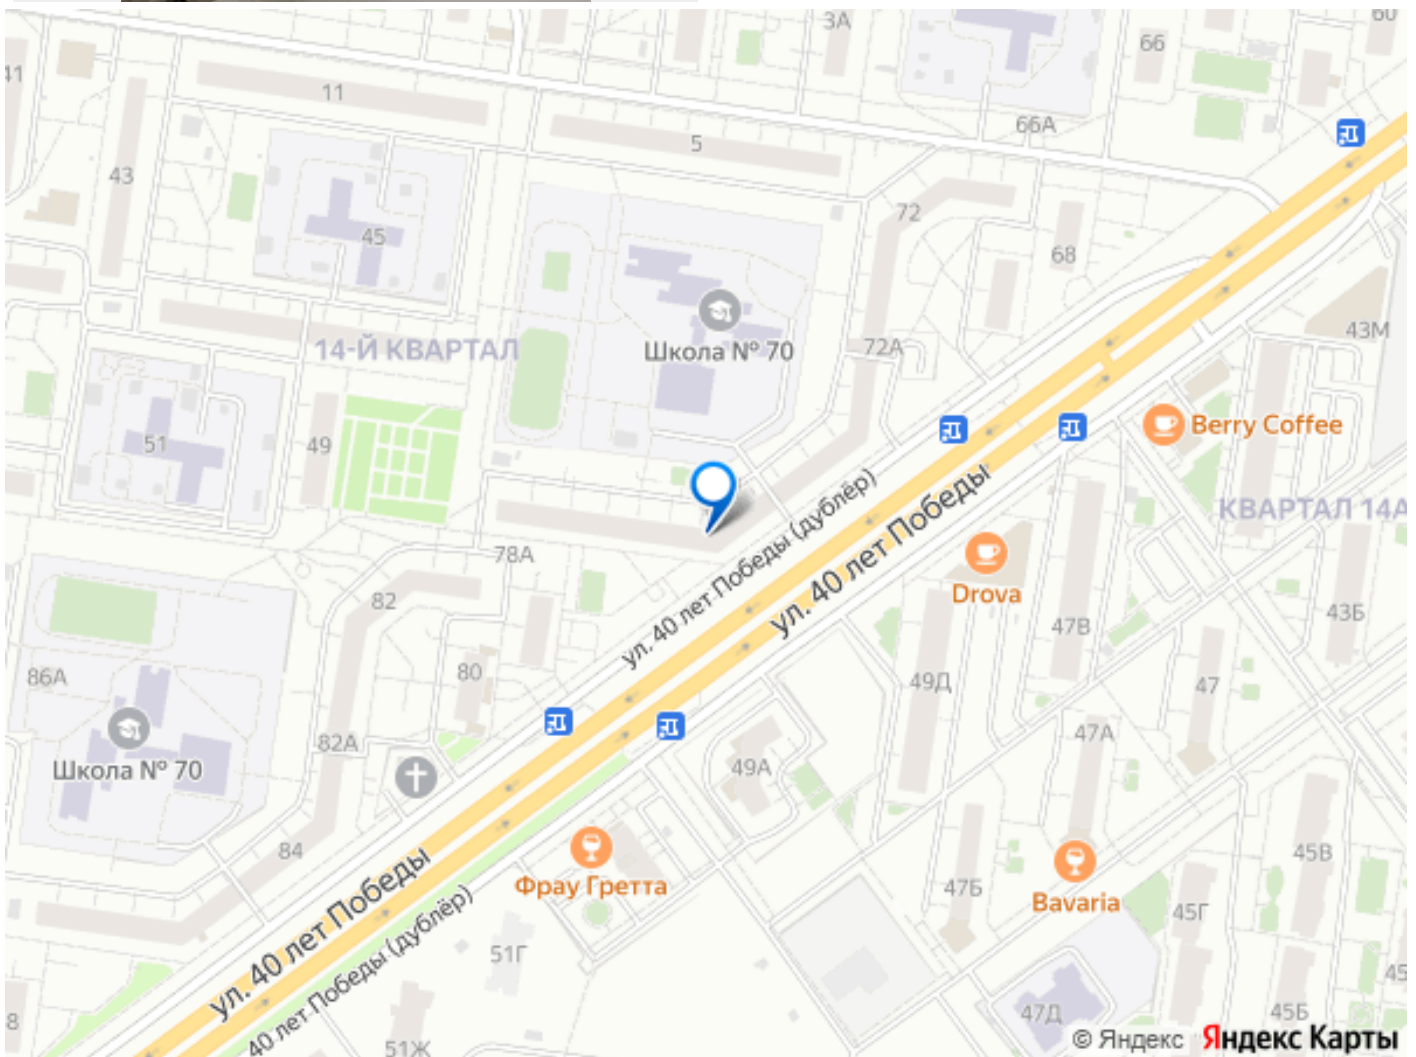 3А
60
66
41
11
66А
5
43
72
45
68
43М
72А
Школа № 70
14-Й КВАРТАЛ
Berry Coffee
51
49
КВАРТАЛ 14А
ул. 40 лет Победы (дублёр)
ул. 40 лет Победы
78А
Drova
82
43Б
47В
80
86А
49Д
47
82А
47А
Школа № 70
49А
84
45В
Фрау Гретта
47Б
Bavaria
45Г
ул. 40 лет Победы
40 лет Победы (дублёр)
51Г
45
47Д
45Б
8
51Ж
© Яндекс Яндекс Карты